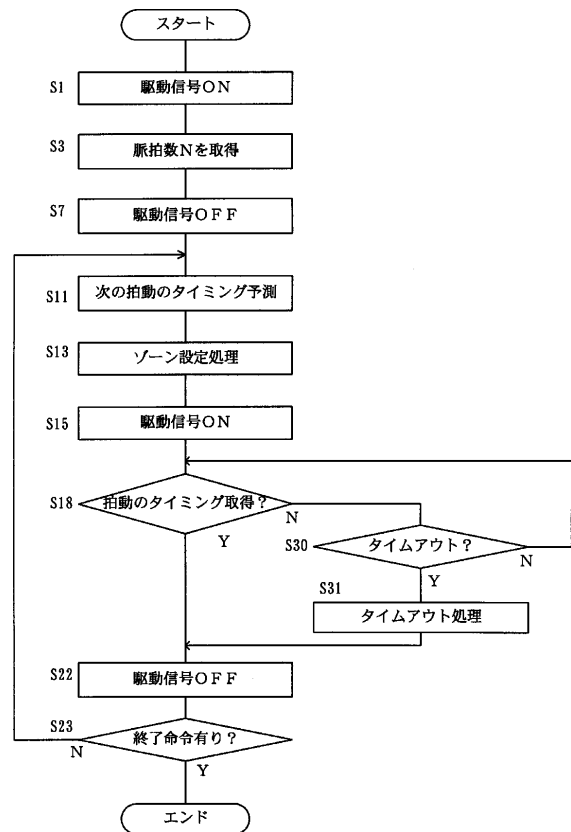 スタート
S1
駆動信号ON
S3
脈拍数Nを取得
S7
駆動信号OFF
S11
次の拍動のタイミング予測
S13
ゾーン設定処理
S15
駆動信号ON
S18
拍動のタイミング取得?
N
Y
S30
タイムアウト?
N
Y
S31
タイムアウト処理
S22
駆動信号OFF
S23
終了命令有り?
N
Y
エンド